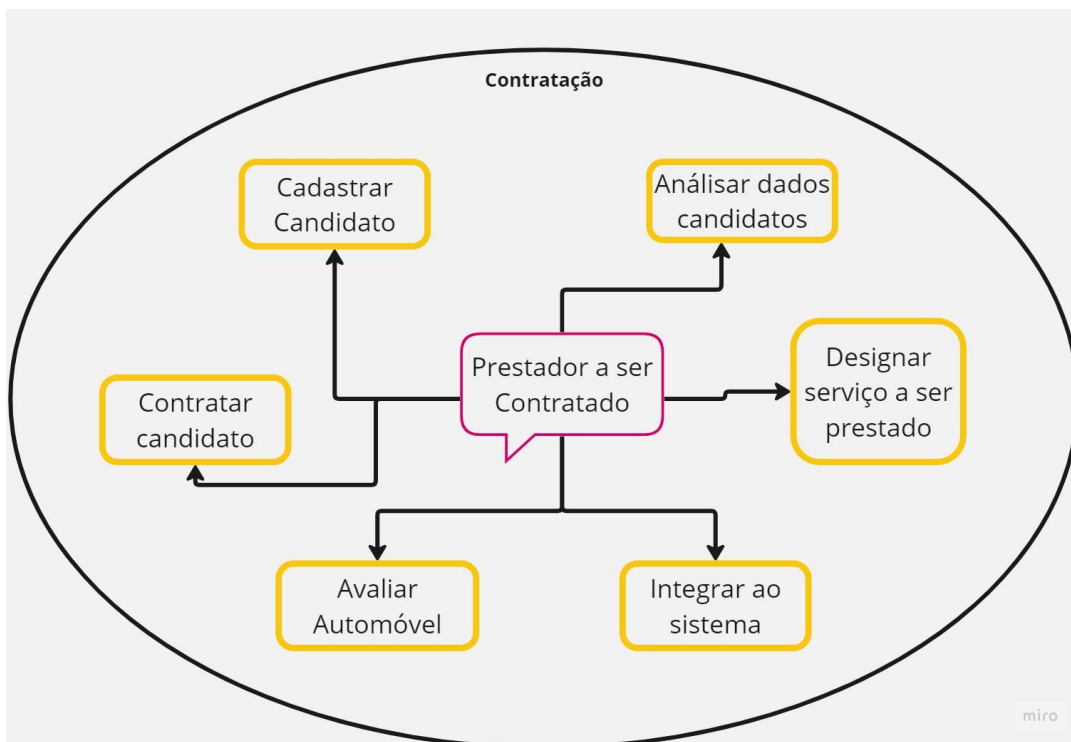 Contratação
Cadastrar
Candidato
Análisar dados
candidatos
Prestador a ser
Contratado
Designar
serviço a ser
prestado
Contratar
candidato
Avaliar
Automóvel
Integrar ao
sistema
miro